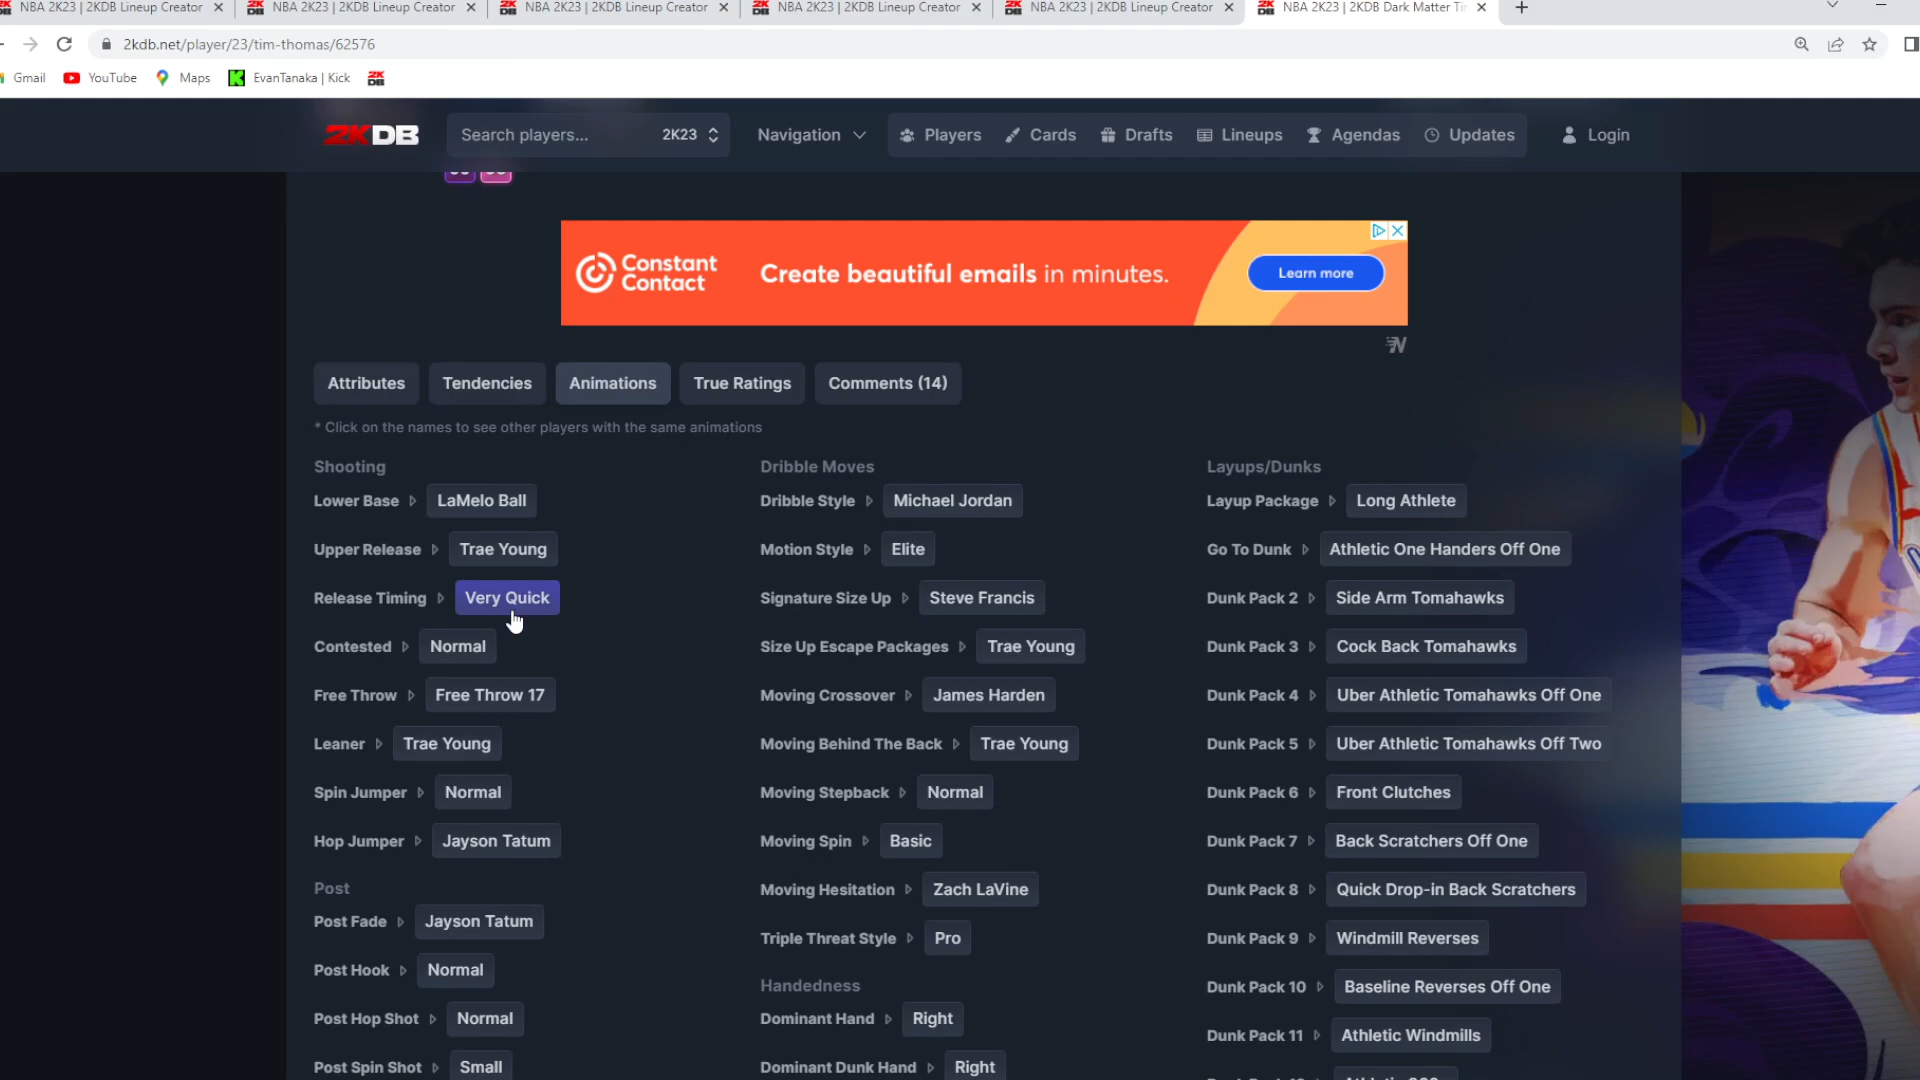 NBA 2K23 | 2KDB Lineup Creator
NBA 2K23 | 2KDB Lineup Creator
NBA 2K23 | 2KDB Lineup Creator
NBA 2K23 | 2KDB Lineup Creator
NBA 2K23 | 2KDB Lineup Creator
NBA 2K23 | 2KDB Dark Matter Ti
2kdb.net/player/23/tim-thomas/62576
Gmail YouTube Maps EvanTanaka | Kick 2K DB
2KDB Search players... 2K23 Navigation Players Cards Drafts Lineups Agendas Updates Login
Constant Contact
Create beautiful emails in minutes.
Learn more
Attributes Tendencies Animations True Ratings Comments (14)
* Click on the names to see other players with the same animations
Shooting
Lower Base LaMelo Ball
Upper Release Trae Young
Release Timing Very Quick
Contested Normal
Free Throw Free Throw 17
Leaner Trae Young
Spin Jumper Normal
Hop Jumper Jayson Tatum
Post
Post Fade Jayson Tatum
Post Hook Normal
Post Hop Shot Normal
Post Spin Shot Small
Dribble Moves
Dribble Style Michael Jordan
Motion Style Elite
Signature Size Up Steve Francis
Size Up Escape Packages Trae Young
Moving Crossover James Harden
Moving Behind The Back Trae Young
Moving Stepback Normal
Moving Spin Basic
Moving Hesitation Zach LaVine
Triple Threat Style Pro
Handedness
Dominant Hand Right
Dominant Dunk Hand Right
Layups/Dunks
Layup Package Long Athlete
Go To Dunk Athletic One Handers Off One
Dunk Pack 2 Side Arm Tomahawks
Dunk Pack 3 Cock Back Tomahawks
Dunk Pack 4 Uber Athletic Tomahawks Off One
Dunk Pack 5 Uber Athletic Tomahawks Off Two
Dunk Pack 6 Front Clutches
Dunk Pack 7 Back Scratchers Off One
Dunk Pack 8 Quick Drop-in Back Scratchers
Dunk Pack 9 Windmill Reverses
Dunk Pack 10 Baseline Reverses Off One
Dunk Pack 11 Athletic Windmills